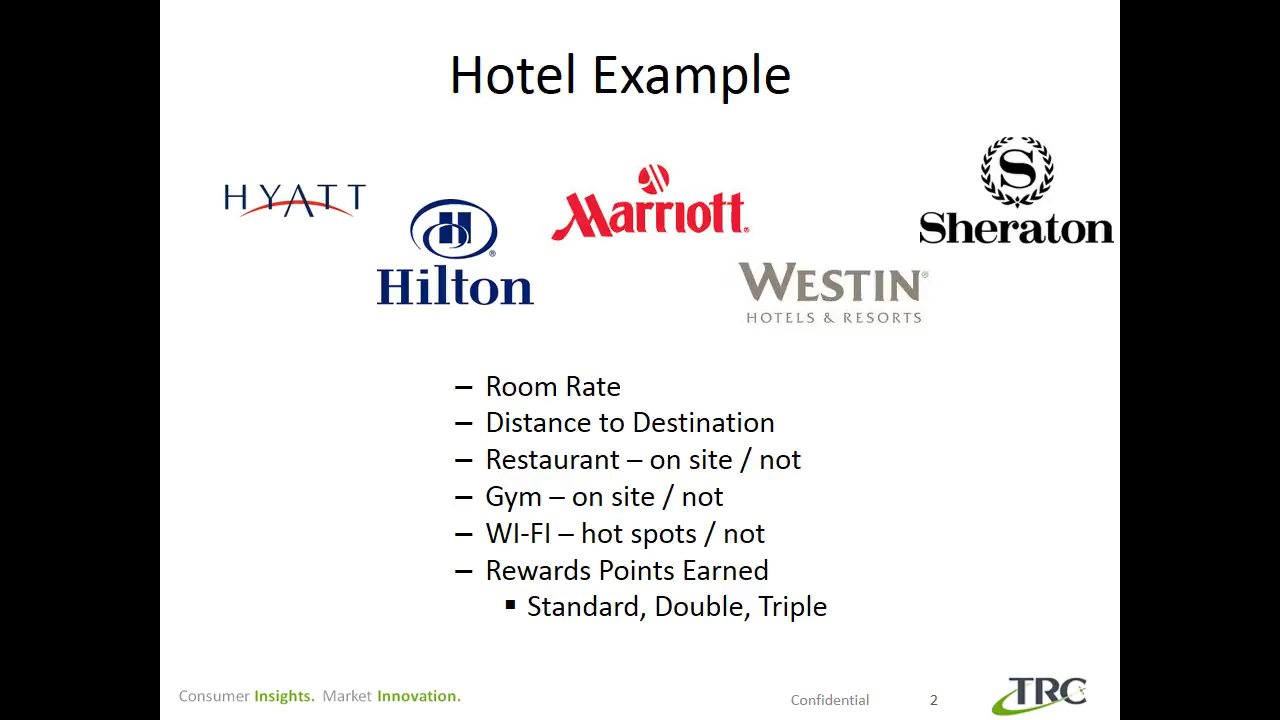 Hotel Example
HYATT
Hilton
Marriott
WESTIN
HOTELS & RESORTS
S
Sheraton
– Room Rate
– Distance to Destination
– Restaurant – on site / not
– Gym – on site / not
– WI-FI – hot spots / not
– Rewards Points Earned
▪ Standard, Double, Triple
Consumer Insights. Market Innovation.
Confidential
2
TRC